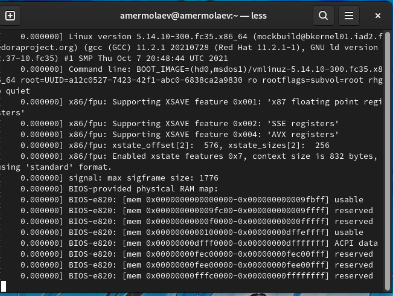 amermolaev@amermolaev:~ — less
0.000000] Linux version 5.14.10-300.fc35.x86_64 (mockbuild@bkernel01.iad2.f
edoraproject.org) (gcc (GCC) 11.2.1 20210728 (Red Hat 11.2.1-1), GNU ld version
2.37-10.fc35) #1 SMP Thu Oct 7 20:48:44 UTC 2021
0.000000] Command line: BOOT_IMAGE=(hd0,msdos1)/vmlinuz-5.14.10-300.fc35.x8
6_64 root=UUID=a12c0527-7423-42f1-abc0-6838ca2a9830 ro rootflags=subvol=root rhg
b quiet
0.000000] x86/fpu: Supporting XSAVE feature 0x001: 'x87 floating point regi
sters'
0.000000] x86/fpu: Supporting XSAVE feature 0x002: 'SSE registers'
0.000000] x86/fpu: Supporting XSAVE feature 0x004: 'AVX registers'
0.000000] x86/fpu: xstate_offset[2]:  576, xstate_sizes[2]:  256
0.000000] x86/fpu: Enabled xstate features 0x7, context size is 832 bytes,
using 'standard' format.
0.000000] signal: max sigframe size: 1776
0.000000] BIOS-provided physical RAM map:
0.000000] BIOS-e820: [mem 0x0000000000000000-0x000000000009fbff] usable
0.000000] BIOS-e820: [mem 0x000000000009fc00-0x000000000009ffff] reserved
0.000000] BIOS-e820: [mem 0x00000000000f0000-0x00000000000fffff] reserved
0.000000] BIOS-e820: [mem 0x0000000000100000-0x00000000dffeffff] usable
0.000000] BIOS-e820: [mem 0x00000000dfff0000-0x00000000dfffffff] ACPI data
0.000000] BIOS-e820: [mem 0x00000000fec00000-0x00000000fec00fff] reserved
0.000000] BIOS-e820: [mem 0x00000000fee00000-0x00000000fee00fff] reserved
0.000000] BIOS-e820: [mem 0x00000000fffc0000-0x00000000ffffffff] reserved